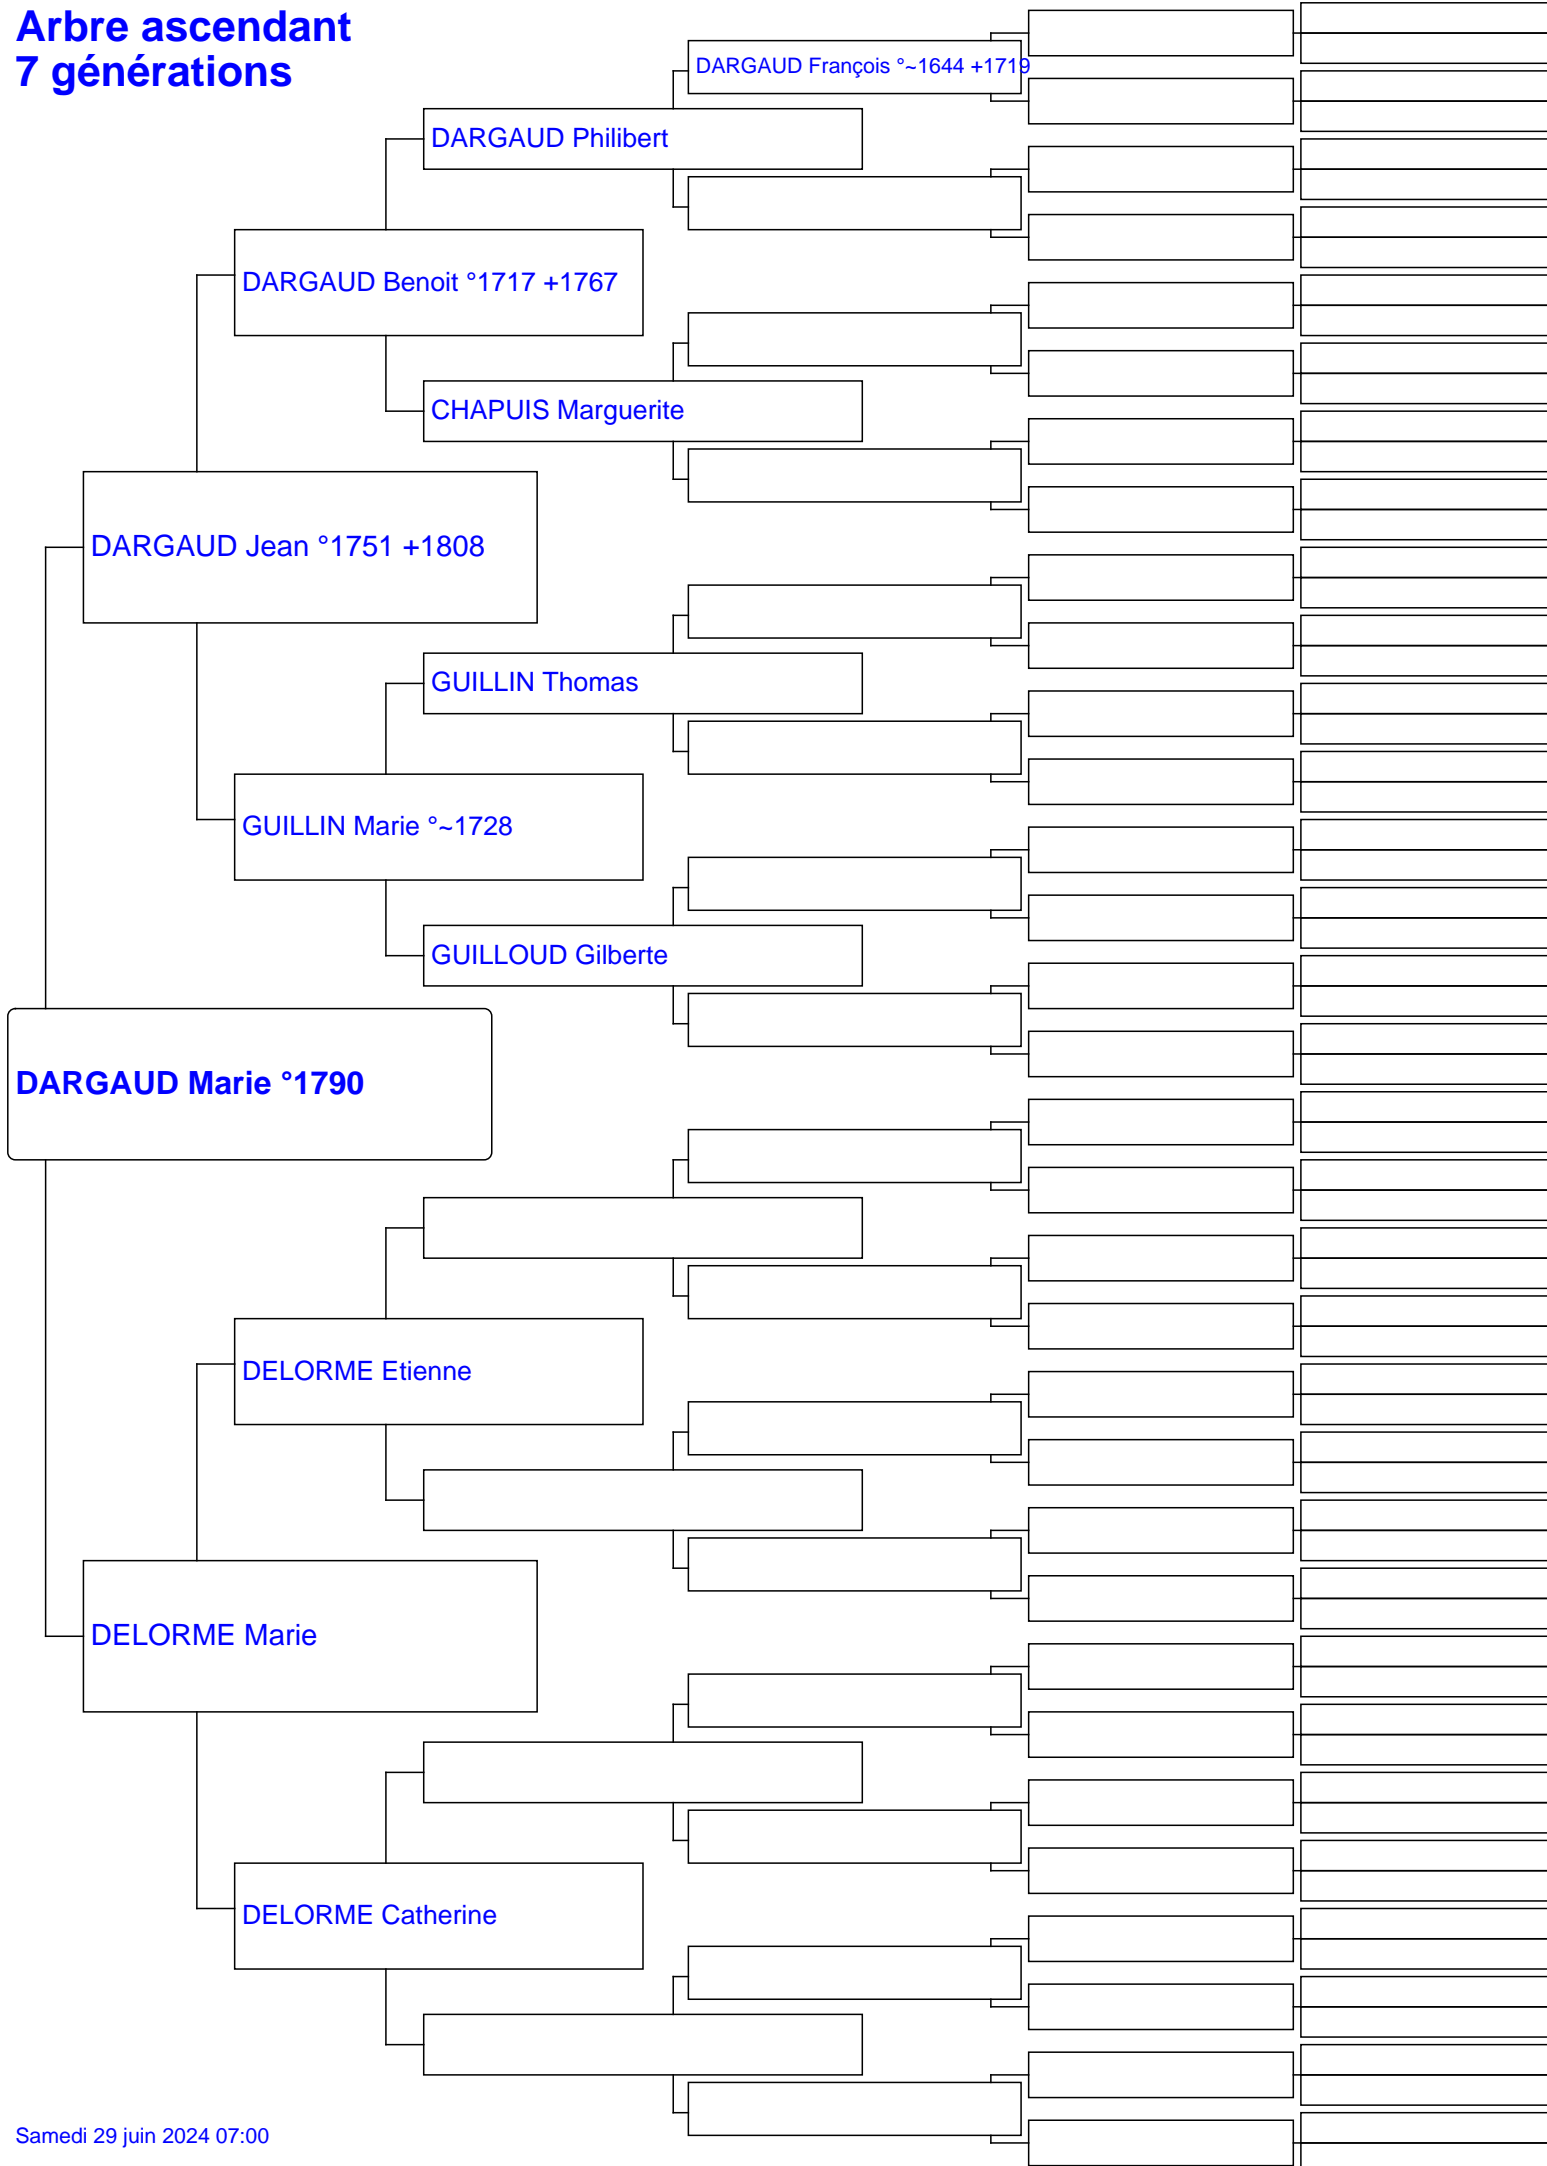 Arbre ascendant
7 générations
DARGAUD François °~1644 +1719
DARGAUD Philibert
DARGAUD Benoit °1717 +1767
CHAPUIS Marguerite
DARGAUD Jean °1751 +1808
GUILLIN Thomas
GUILLIN Marie °~1728
GUILLOUD Gilberte
DARGAUD Marie °1790
DELORME Etienne
DELORME Marie
DELORME Catherine
Samedi 29 juin 2024 07:00